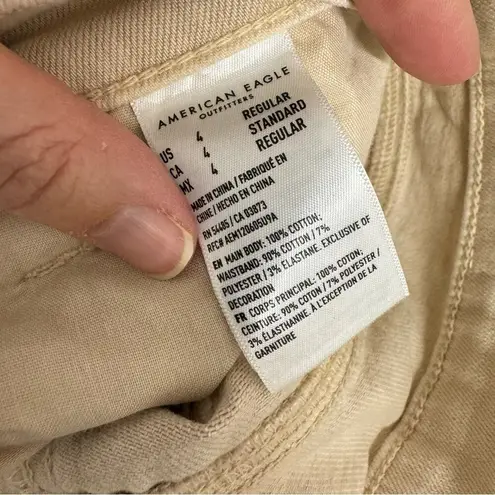 AMERICAN EAGLE
OUTFITTERS
US 4 REGULAR
CA 4 STANDARD
MX 4 REGULAR
MADE IN CHINA / FABRIQUÉ EN
CHINE / HECHO EN CHINA
RN 54485 / CA 03873
RFC# AEM120605U9A
EN MAIN BODY: 100% COTTON;
WAISTBAND: 90% COTTON / 7%
POLYESTER / 3% ELASTANE. EXCLUSIVE OF
DECORATION
FR CORPS PRINCIPAL: 100% COTON;
CEINTURE: 90% COTON / 7% POLYESTER /
3% ÉLASTHANNE. À L'EXCEPTION DE LA
GARNITURE